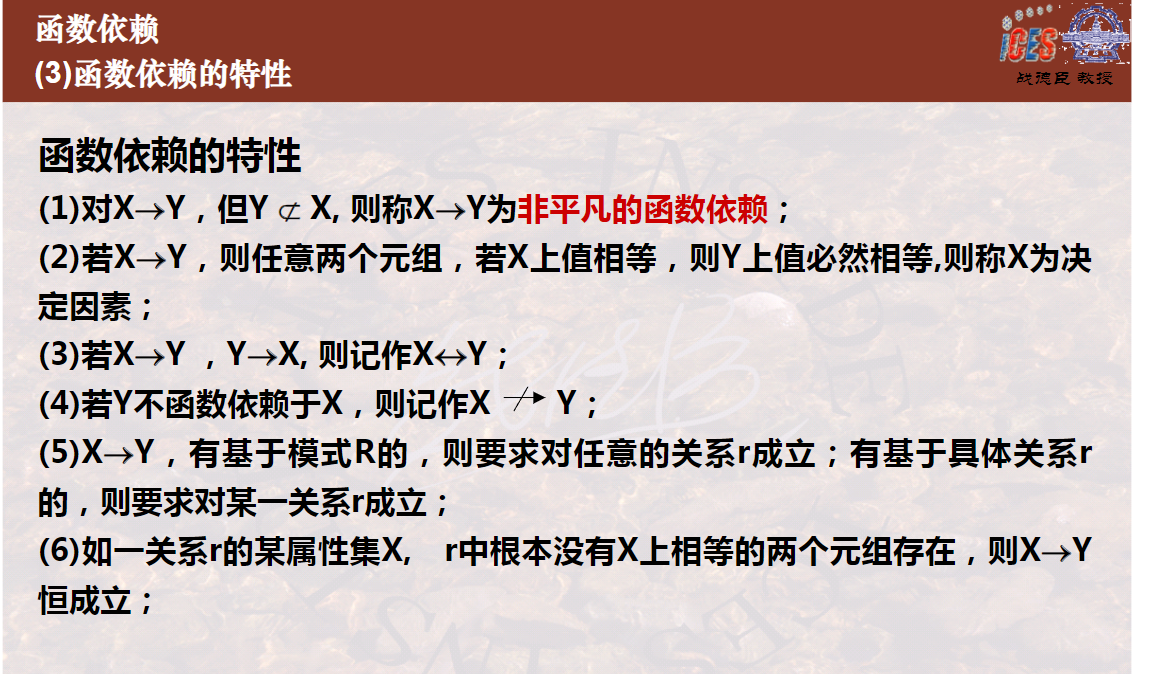 函数依赖
(3)函数依赖的特性
iCES
战德臣 教授
函数依赖的特性
(1)对X→Y，但Y ⊄ X, 则称X→Y为非平凡的函数依赖；
(2)若X→Y，则任意两个元组，若X上值相等，则Y上值必然相等,则称X为决
定因素；
(3)若X→Y ，Y→X, 则记作X↔Y；
(4)若Y不函数依赖于X，则记作X ↛ Y；
(5)X→Y，有基于模式R的，则要求对任意的关系r成立；有基于具体关系r
的，则要求对某一关系r成立；
(6)如一关系r的某属性集X, r中根本没有X上相等的两个元组存在，则X→Y
恒成立；